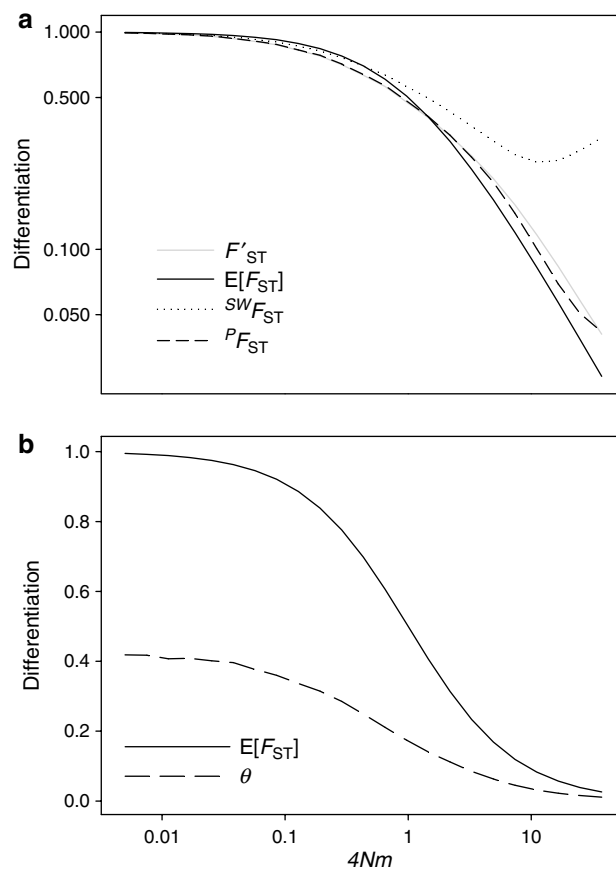 a
1.000
0.500
0.100
0.050
Differentiation
F'ST
E[FST]
SWFST
PFST
b
1.0
0.8
0.6
0.4
0.2
0.0
Differentiation
E[FST]
θ
0.01
0.1
1
10
4Nm